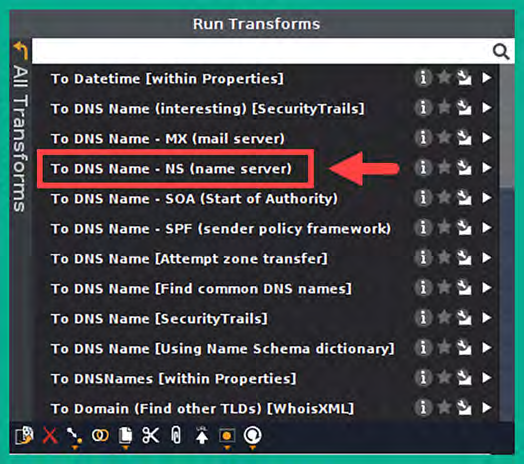 Run Transforms
All Transforms
To Datetime [within Properties]
To DNS Name (interesting) [SecurityTrails]
To DNS Name - MX (mail server)
To DNS Name - NS (name server)
To DNS Name - SOA (Start of Authority)
To DNS Name - SPF (sender policy framework)
To DNS Name [Attempt zone transfer]
To DNS Name [Find common DNS names]
To DNS Name [SecurityTrails]
To DNS Name [Using Name Schema dictionary]
To DNSNames [within Properties]
To Domain (Find other TLDs) [WhoisXML]
URL